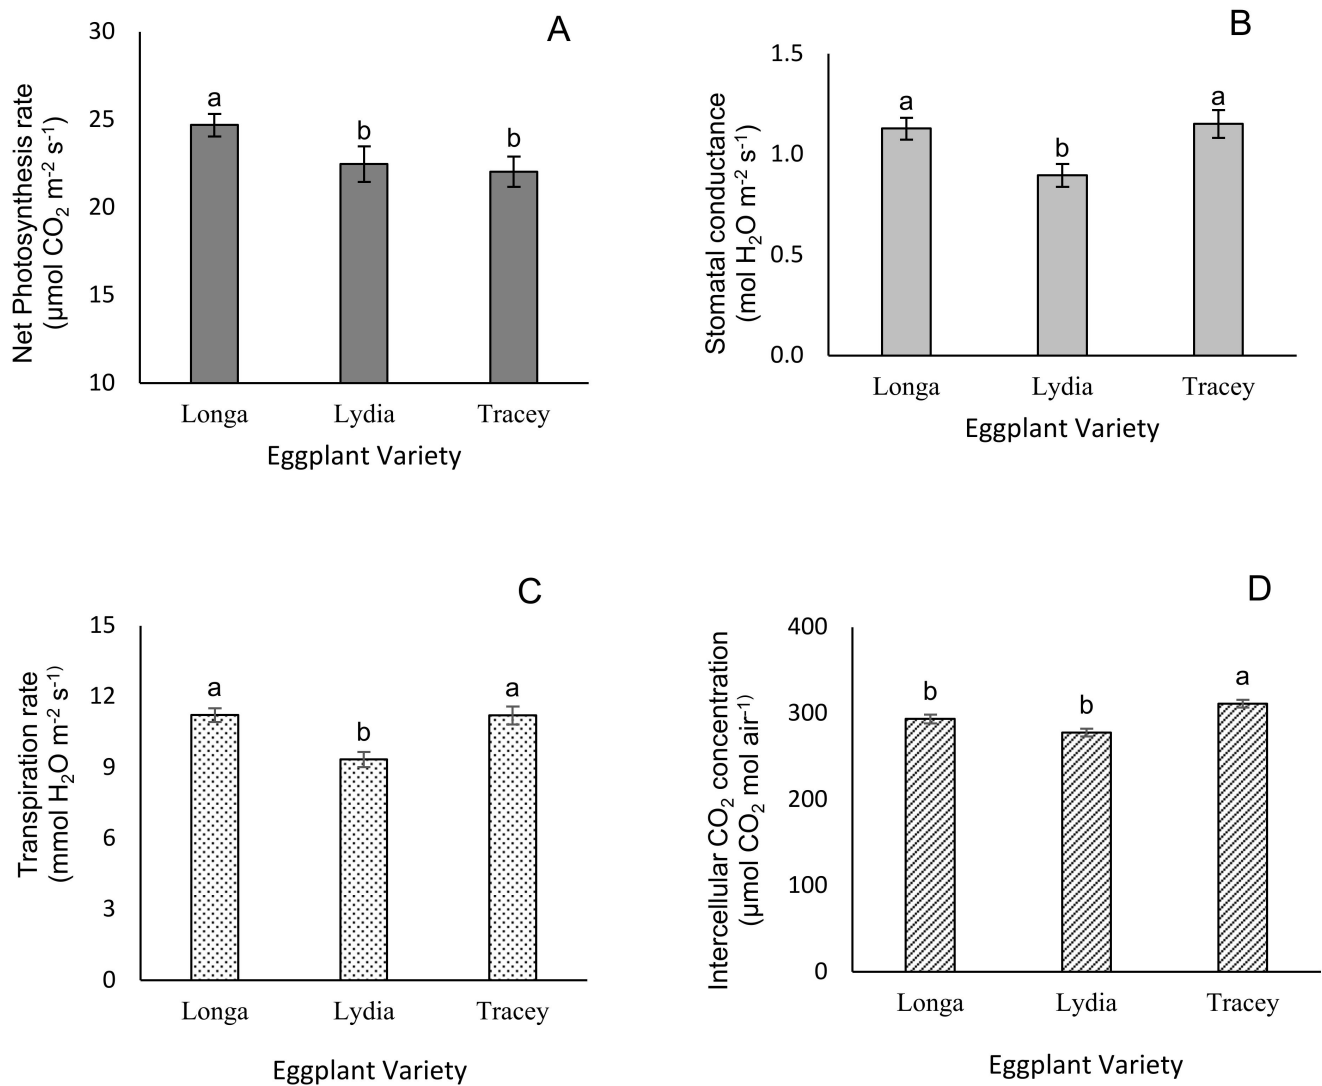 A
30
25
20
15
10
Net Photosynthesis rate
(µmol CO₂ m⁻² s⁻¹)
a
b
b
Longa
Lydia
Tracey
Eggplant Variety
B
1.5
1.0
0.5
0.0
Stomatal conductance
(mol H₂O m⁻² s⁻¹)
a
b
a
Longa
Lydia
Tracey
Eggplant Variety
C
15
12
9
6
3
0
Transpiration rate
(mmol H₂O m⁻² s⁻¹⁾
a
b
a
Longa
Lydia
Tracey
Eggplant Variety
D
400
300
200
100
0
Intercellular CO₂ concentration
(µmol CO₂ mol air⁻¹⁾
b
b
a
Longa
Lydia
Tracey
Eggplant Variety